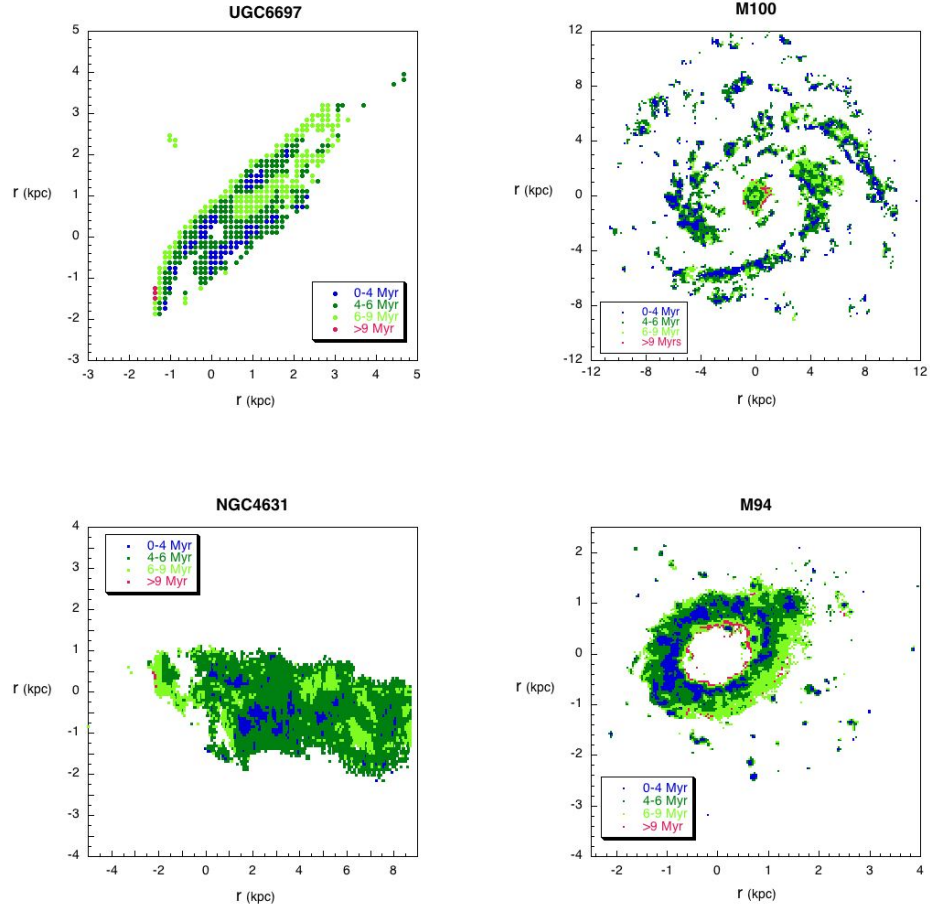 UGC6697
5
4
3
2
1
0
-1
-2
-3
r (kpc)
-3 -2 -1 0 1 2 3 4 5
r (kpc)
0-4 Myr
4-6 Myr
6-9 Myr
>9 Myr
M100
12
8
4
0
-4
-8
-12
r (kpc)
-12 -8 -4 0 4 8 12
r (kpc)
0-4 Myr
4-6 Myr
6-9 Myr
>9 Myrs
NGC4631
4
3
2
1
0
-1
-2
-3
-4
r (kpc)
-4 -2 0 2 4 6 8
r (kpc)
0-4 Myr
4-6 Myr
6-9 Myr
>9 Myr
M94
2
1
0
-1
-2
-3
-4
r (kpc)
-2 -1 0 1 2 3 4
r (kpc)
0-4 Myr
4-6 Myr
6-9 Myr
>9 Myr